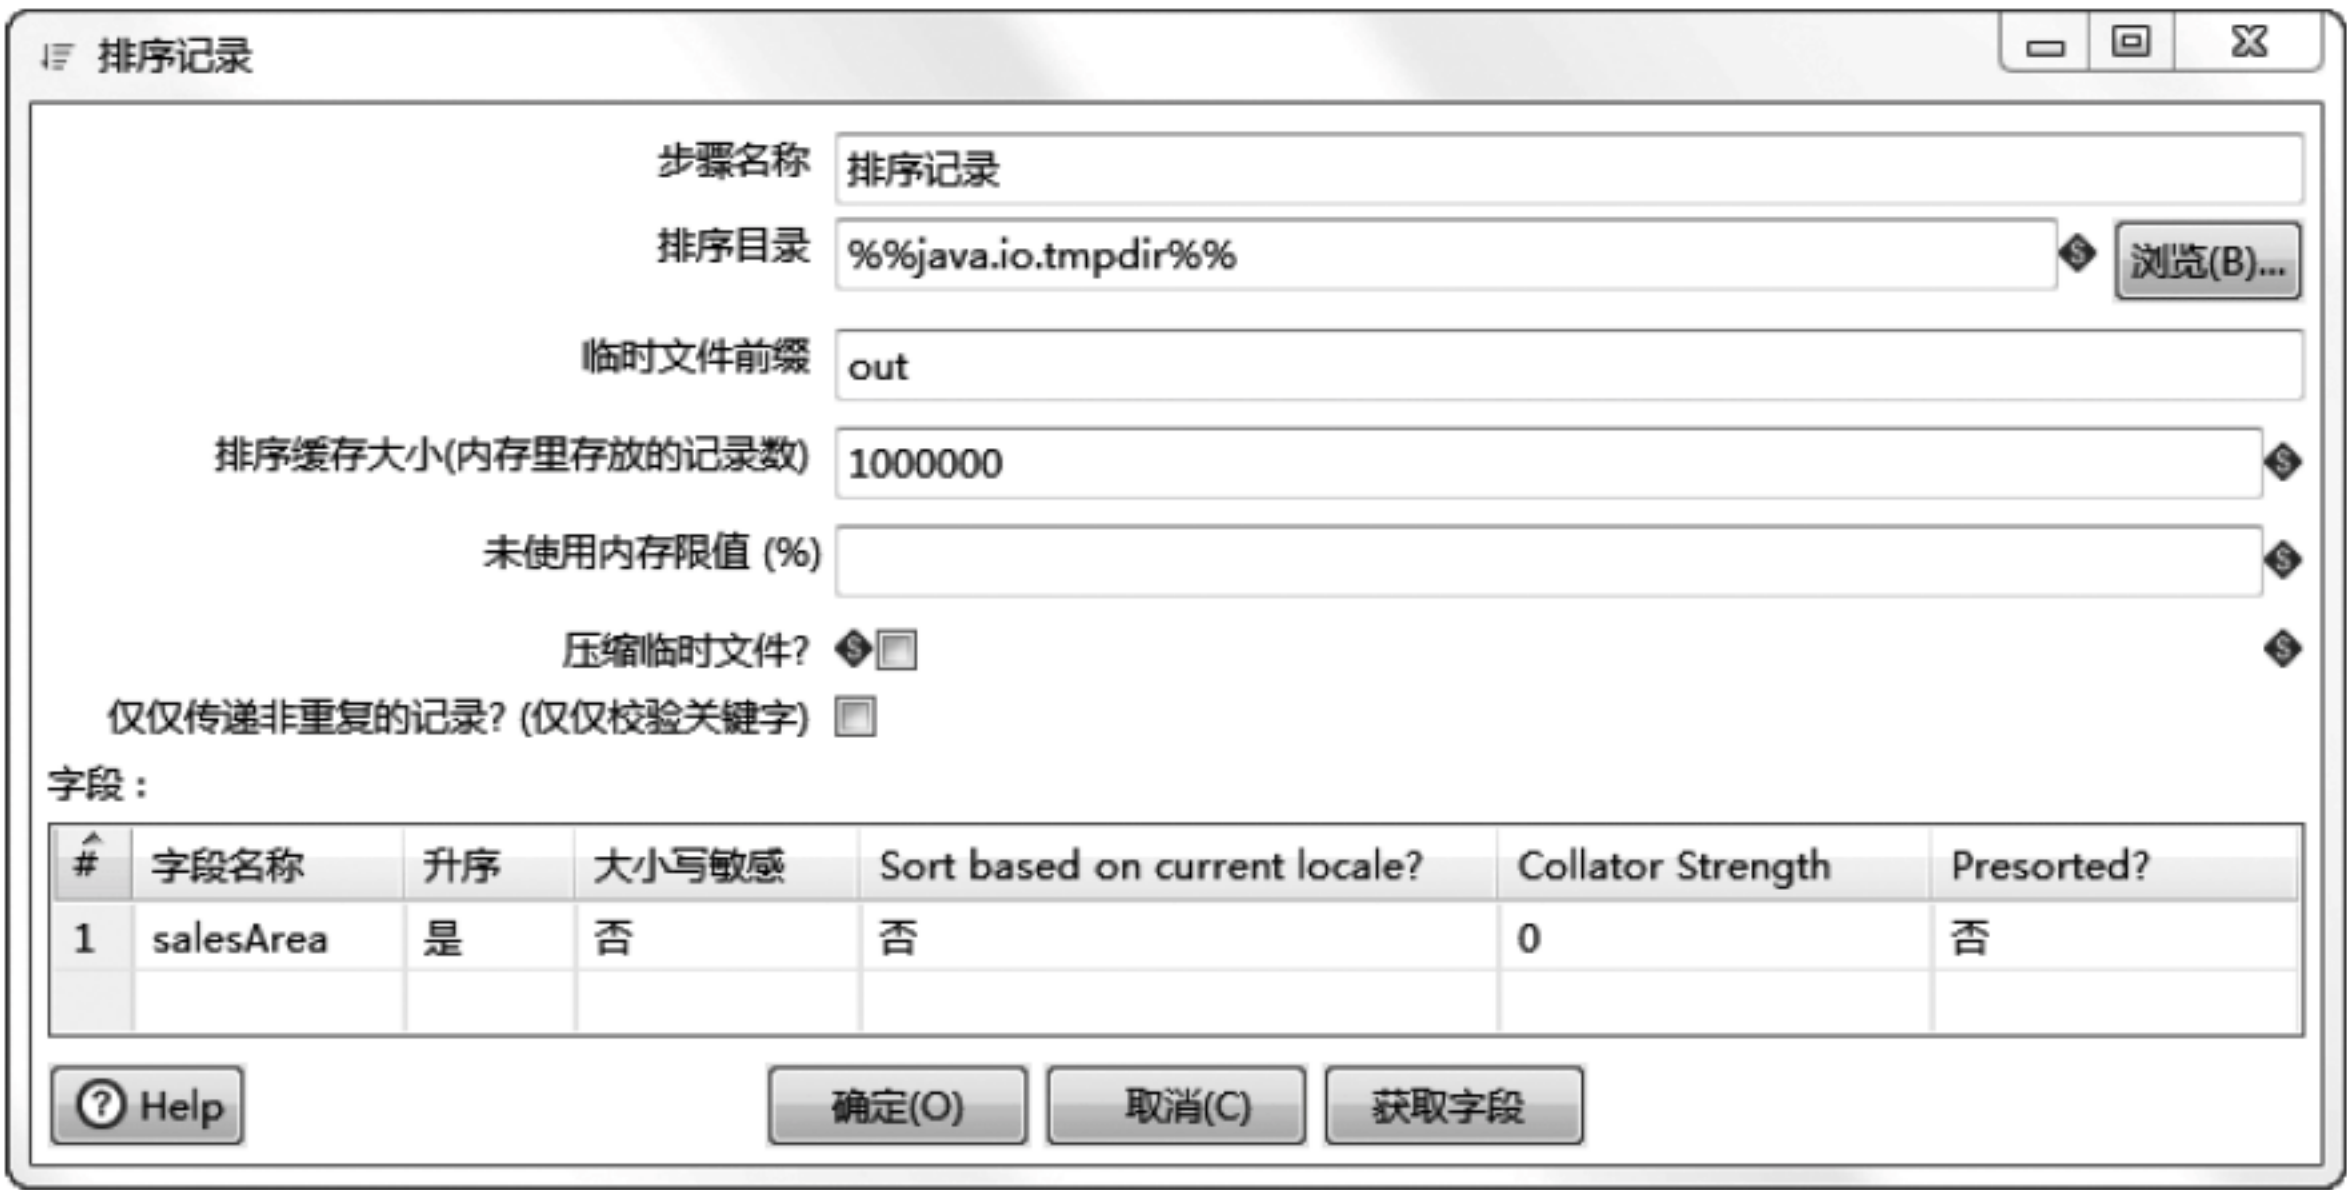 排序记录
步骤名称 排序记录
排序目录 %%java.io.tmpdir%% 浏览(B)...
临时文件前缀 out
排序缓存大小(内存里存放的记录数) 1000000
未使用内存限值 (%)
压缩临时文件?
仅仅传递非重复的记录? (仅仅校验关键字)
字段：
# 字段名称 升序 大小写敏感 Sort based on current locale? Collator Strength Presorted?
1 salesArea 是 否 否 0 否
Help 确定(O) 取消(C) 获取字段